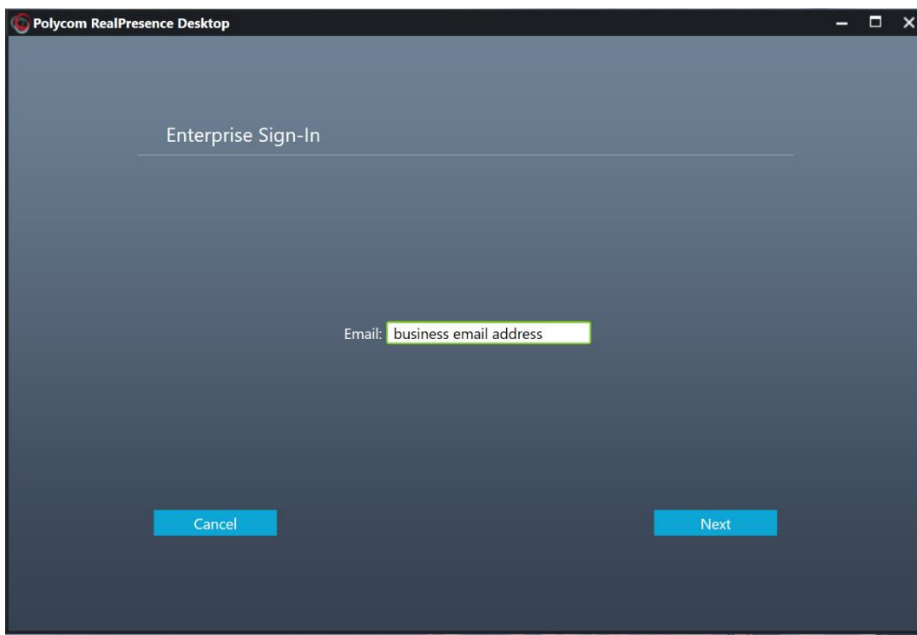 Polycom RealPresence Desktop
Enterprise Sign-In
Email: business email address
Cancel Next